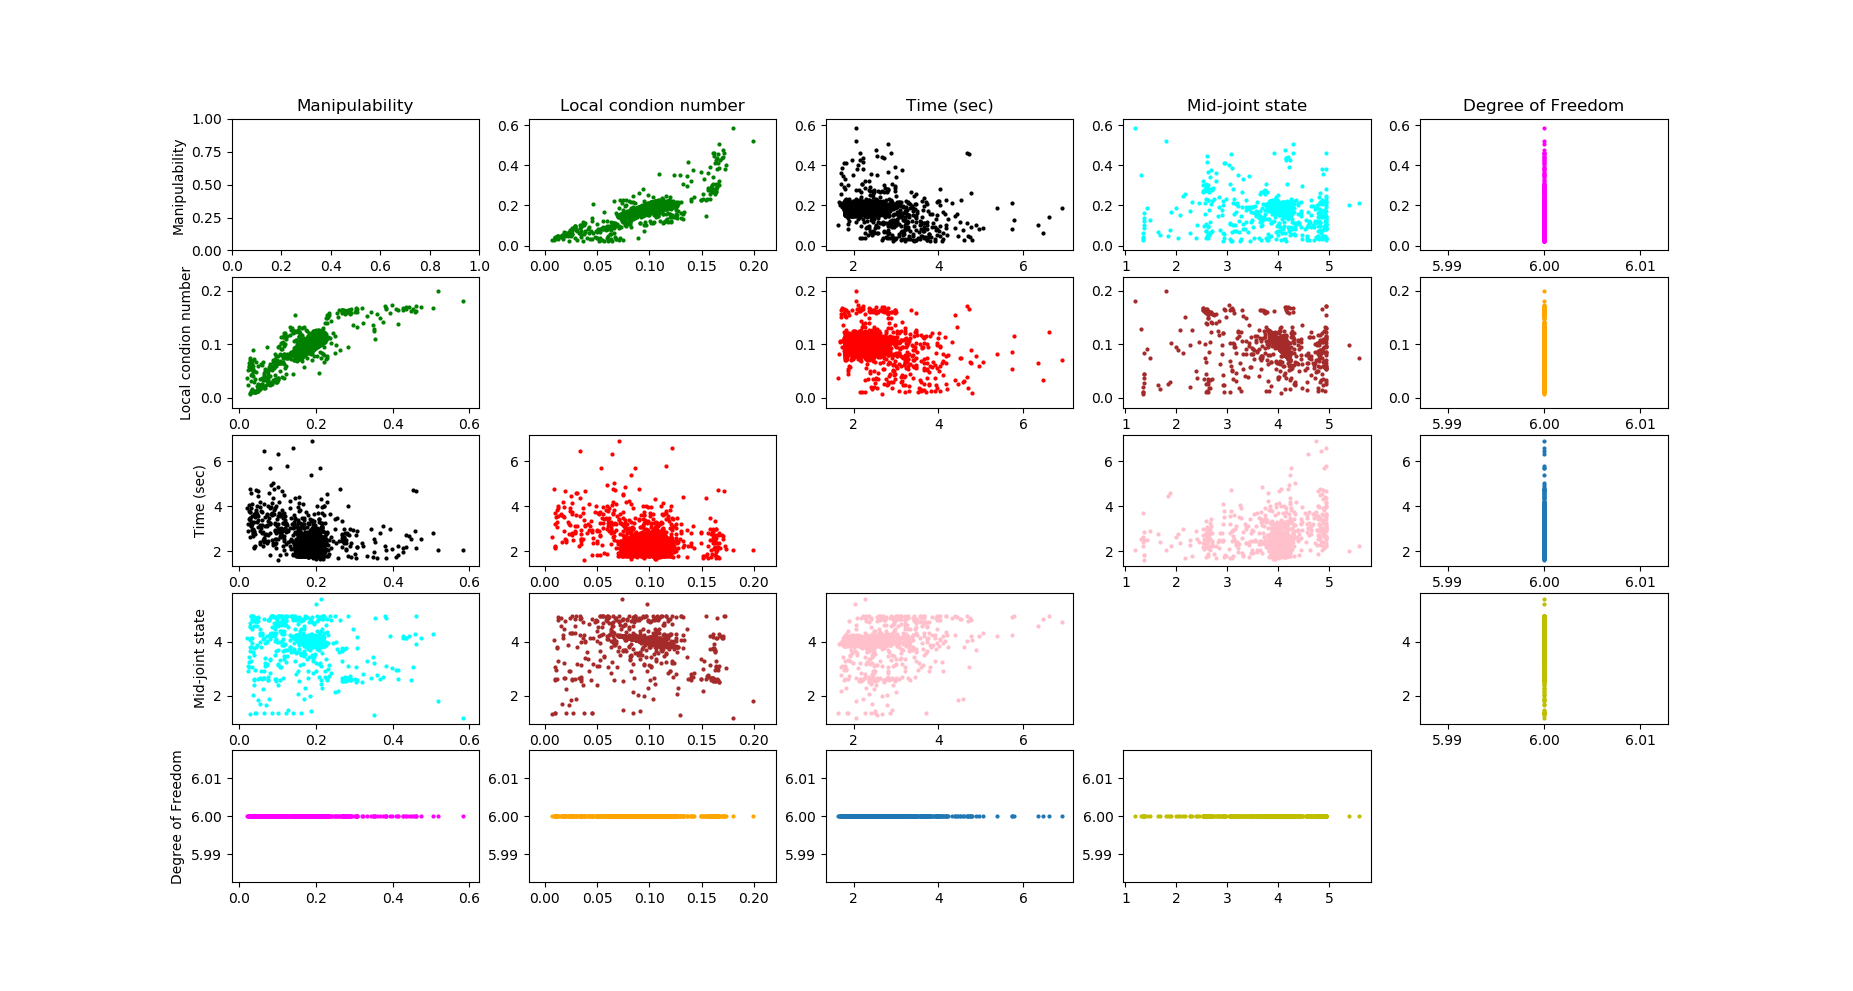 Manipulability Local condion number Time (sec) Mid-joint state Degree of Freedom
Manipulability
1.00 0.75 0.50 0.25 0.00
0.0 0.2 0.4 0.6 0.8 1.0
0.6 0.4 0.2 0.0
0.00 0.05 0.10 0.15 0.20
0.6 0.4 0.2 0.0
2 4 6
0.6 0.4 0.2 0.0
1 2 3 4 5
0.6 0.4 0.2 0.0
5.99 6.00 6.01
Local condion number
0.2 0.1 0.0
0.0 0.2 0.4 0.6
0.2 0.1 0.0
2 4 6
0.2 0.1 0.0
1 2 3 4 5
0.2 0.1 0.0
5.99 6.00 6.01
Time (sec)
6 4 2
0.0 0.2 0.4 0.6
6 4 2
0.00 0.05 0.10 0.15 0.20
6 4 2
1 2 3 4 5
6 4 2
5.99 6.00 6.01
Mid-joint state
4 2
0.0 0.2 0.4 0.6
4 2
0.00 0.05 0.10 0.15 0.20
4 2
2 4 6
4 2
5.99 6.00 6.01
Degree of Freedom
6.01 6.00 5.99
0.0 0.2 0.4 0.6
6.01 6.00 5.99
0.00 0.05 0.10 0.15 0.20
6.01 6.00 5.99
2 4 6
6.01 6.00 5.99
1 2 3 4 5